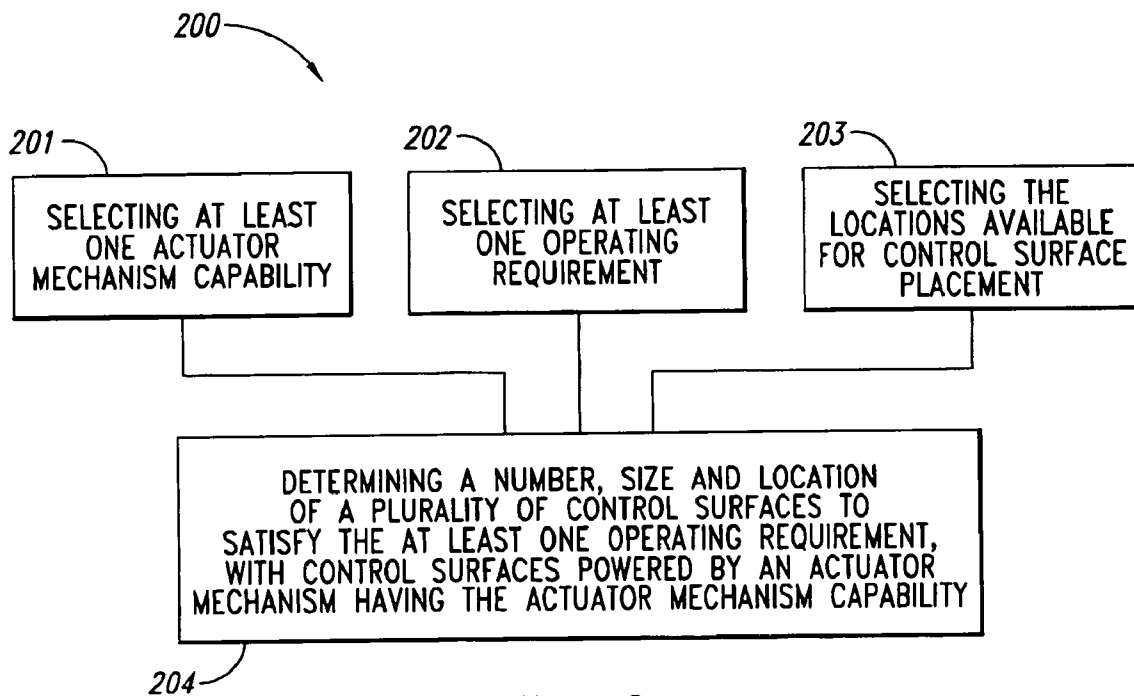 200
201
SELECTING AT LEAST
ONE ACTUATOR
MECHANISM CAPABILITY
202
SELECTING AT LEAST
ONE OPERATING
REQUIREMENT
203
SELECTING THE
LOCATIONS AVAILABLE
FOR CONTROL SURFACE
PLACEMENT
DETERMINING A NUMBER, SIZE AND LOCATION
OF A PLURALITY OF CONTROL SURFACES TO
SATISFY THE AT LEAST ONE OPERATING REQUIREMENT,
WITH CONTROL SURFACES POWERED BY AN ACTUATOR
MECHANISM HAVING THE ACTUATOR MECHANISM CAPABILITY
204